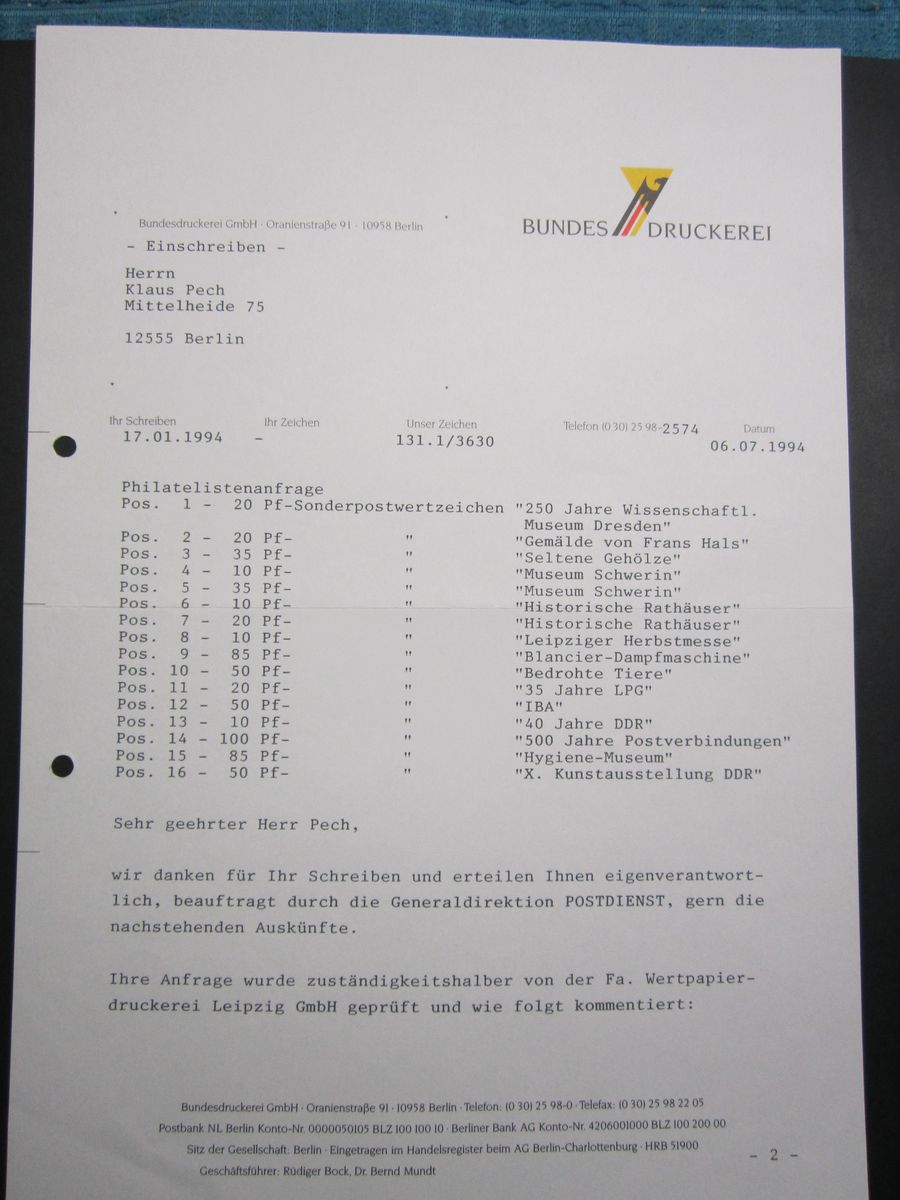 BUNDESDRUCKEREI
Bundesdruckerei GmbH · Oranienstraße 91 · 10958 Berlin
- Einschreiben -
Herrn
Klaus Pech
Mittelheide 75
12555 Berlin
Ihr Schreiben Ihr Zeichen Unser Zeichen Telefon (0 30) 25 98-2574 Datum
17.01.1994 - 131.1/3630 06.07.1994
Philatelistenanfrage
Pos. 1 - 20 Pf-Sonderpostwertzeichen "250 Jahre Wissenschaftl.
Museum Dresden"
Pos. 2 - 20 Pf- " "Gemälde von Frans Hals"
Pos. 3 - 35 Pf- " "Seltene Gehölze"
Pos. 4 - 10 Pf- " "Museum Schwerin"
Pos. 5 - 35 Pf- " "Museum Schwerin"
Pos. 6 - 10 Pf- " "Historische Rathäuser"
Pos. 7 - 20 Pf- " "Historische Rathäuser"
Pos. 8 - 10 Pf- " "Leipziger Herbstmesse"
Pos. 9 - 85 Pf- " "Blancier-Dampfmaschine"
Pos. 10 - 50 Pf- " "Bedrohte Tiere"
Pos. 11 - 20 Pf- " "35 Jahre LPG"
Pos. 12 - 50 Pf- " "IBA"
Pos. 13 - 10 Pf- " "40 Jahre DDR"
Pos. 14 - 100 Pf- " "500 Jahre Postverbindungen"
Pos. 15 - 85 Pf- " "Hygiene-Museum"
Pos. 16 - 50 Pf- " "X. Kunstausstellung DDR"
Sehr geehrter Herr Pech,
wir danken für Ihr Schreiben und erteilen Ihnen eigenverantwort-
lich, beauftragt durch die Generaldirektion POSTDIENST, gern die
nachstehenden Auskünfte.
Ihre Anfrage wurde zuständigkeitshalber von der Fa. Wertpapier-
druckerei Leipzig GmbH geprüft und wie folgt kommentiert:
Bundesdruckerei GmbH · Oranienstraße 91 · 10958 Berlin · Telefon: (0 30) 25 98-0 · Telefax: (0 30) 25 98 22 05
Postbank NL Berlin Konto-Nr. 0000050105 BLZ 100 100 10 · Berliner Bank AG Konto-Nr. 4206001000 BLZ 100 200 00
Sitz der Gesellschaft: Berlin · Eingetragen im Handelsregister beim AG Berlin-Charlottenburg · HRB 51900
Geschäftsführer: Rüdiger Bock, Dr. Bernd Mundt
- 2 -